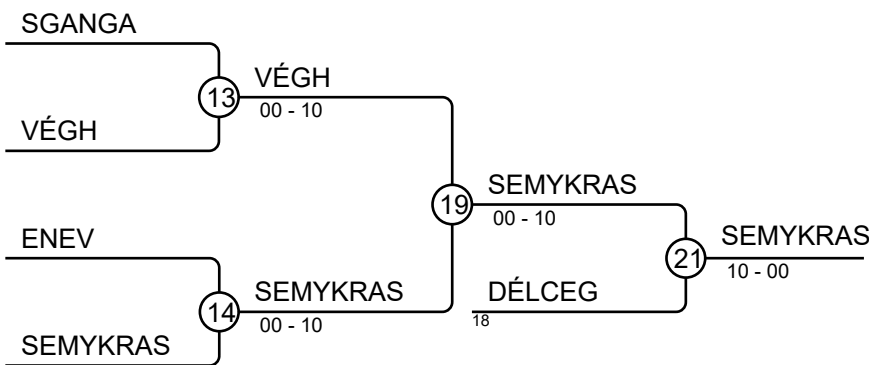 SGANGA
13
VÉGH
00 - 10
VÉGH
19
SEMYKRAS
00 - 10
ENEV
21
SEMYKRAS
10 - 00
14
SEMYKRAS
00 - 10
DÉLCEG
18
SEMYKRAS